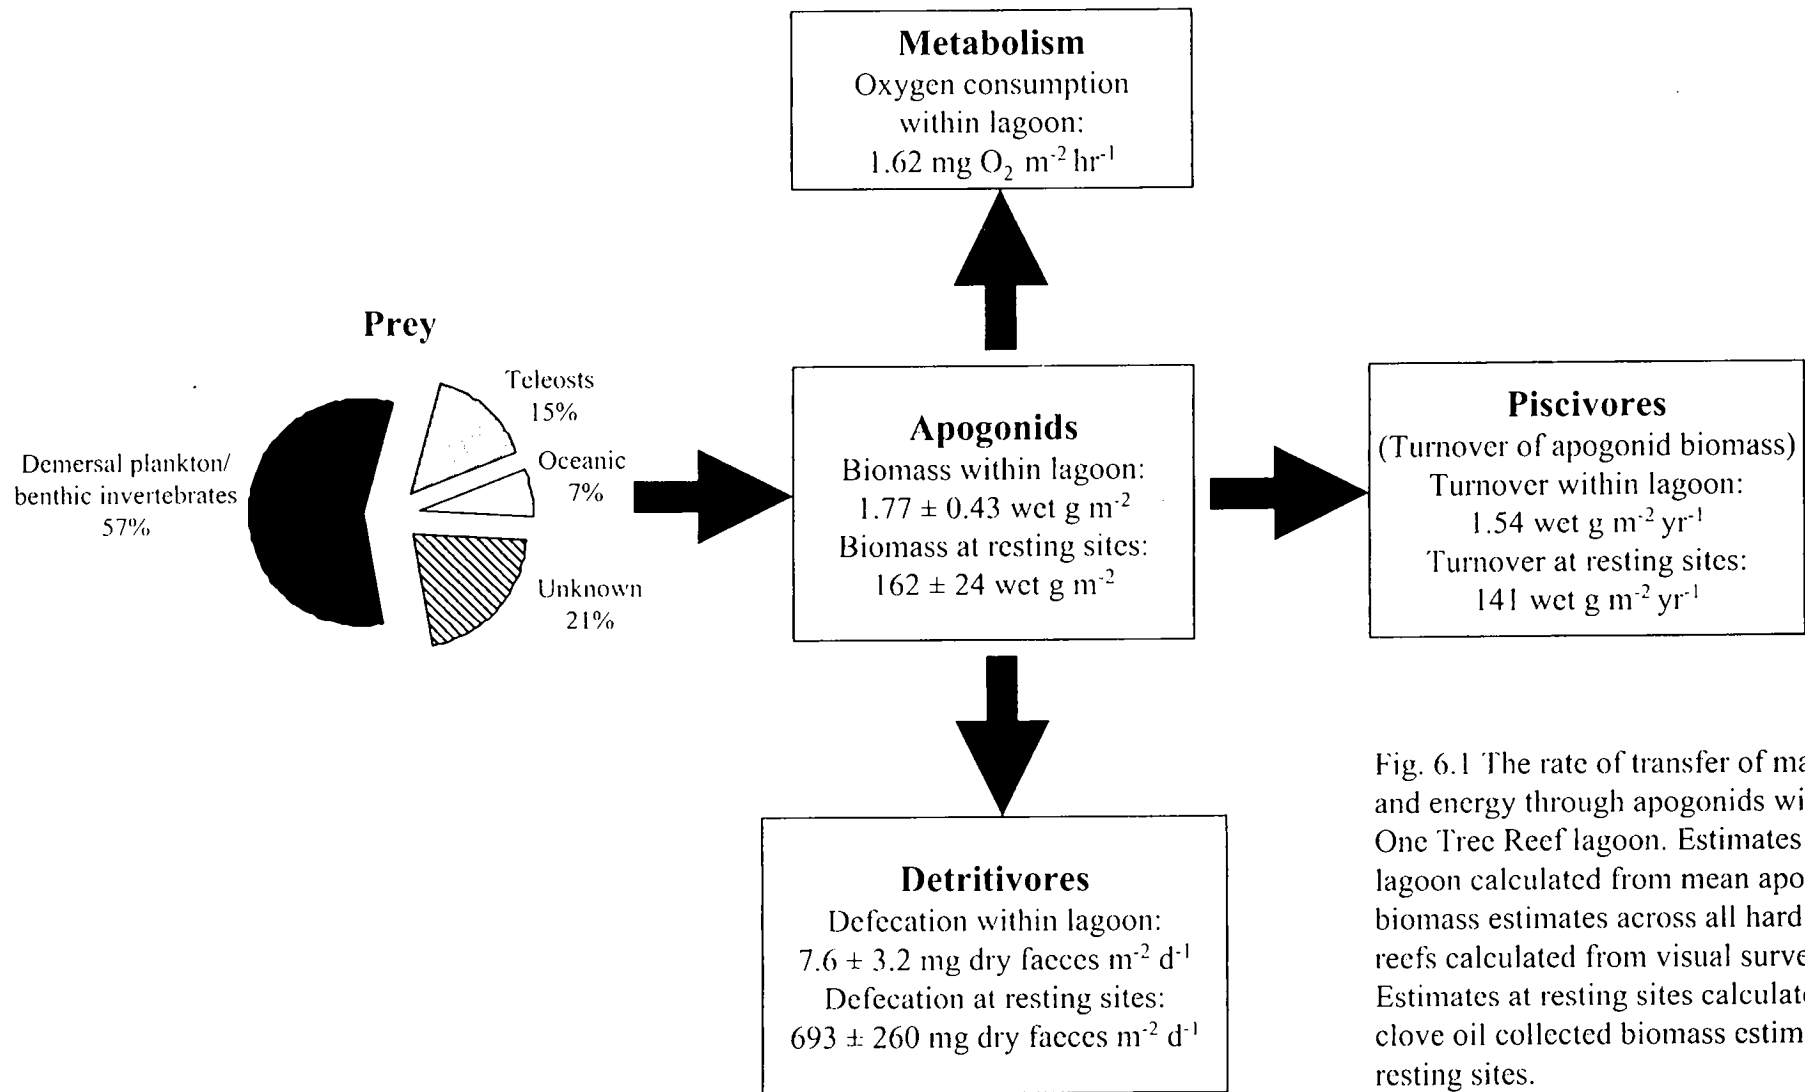 Metabolism
Oxygen consumption
within lagoon:
1.62 mg O₂ m⁻² hr⁻¹
Prey
Teleosts
15%
Oceanic
7%
Demersal plankton/
benthic invertebrates
57%
Unknown
21%
Apogonids
Biomass within lagoon:
1.77 ± 0.43 wet g m⁻²
Biomass at resting sites:
162 ± 24 wet g m⁻²
Piscivores
(Turnover of apogonid biomass)
Turnover within lagoon:
1.54 wet g m⁻² yr⁻¹
Turnover at resting sites:
141 wet g m⁻² yr⁻¹
Detritivores
Defecation within lagoon:
7.6 ± 3.2 mg dry faeces m⁻² d⁻¹
Defecation at resting sites:
693 ± 260 mg dry faeces m⁻² d⁻¹
Fig. 6.1 The rate of transfer of
and energy through apogonids
One Tree Reef lagoon. Estimates
lagoon calculated from mean
biomass estimates across all hard
reefs calculated from visual
Estimates at resting sites
clove oil collected biomass
resting sites.